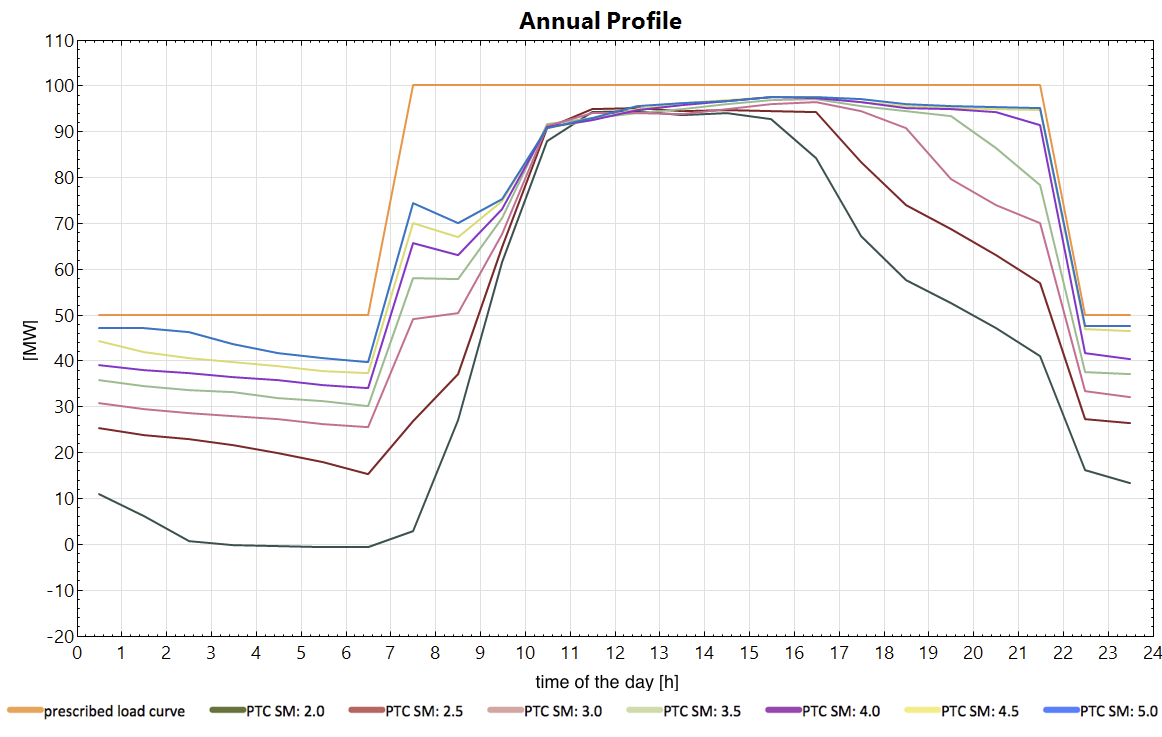 Annual Profile
110
100
90
80
70
60
50
40
30
20
10
0
-10
-20
[MW]
0 1 2 3 4 5 6 7 8 9 10 11 12 13 14 15 16 17 18 19 20 21 22 23 24
time of the day [h]
prescribed load curve PTC SM: 2.0 PTC SM: 2.5 PTC SM: 3.0 PTC SM: 3.5 PTC SM: 4.0 PTC SM: 4.5 PTC SM: 5.0